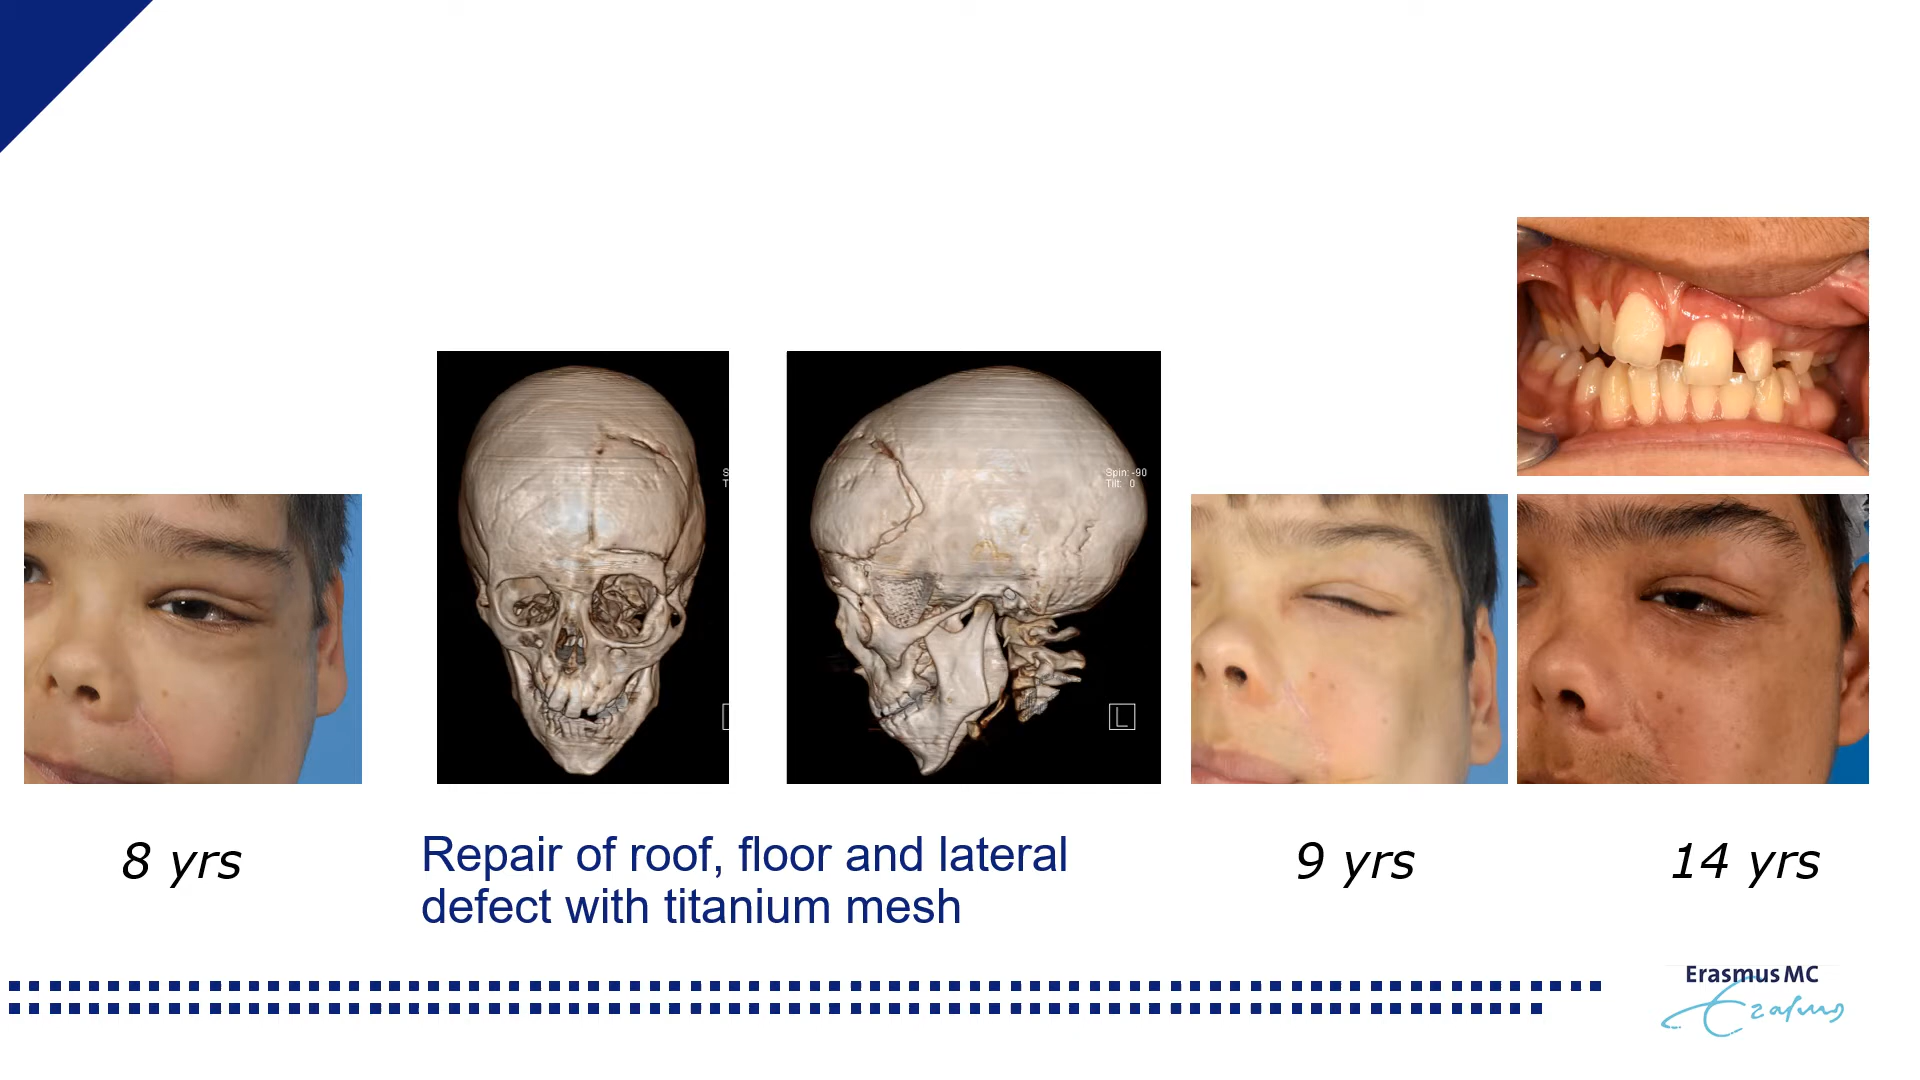 Spin: -90
Tilt: 0
S
T
L
8 yrs
Repair of roof, floor and lateral
defect with titanium mesh
9 yrs
14 yrs
Erasmus MC
Erasmus